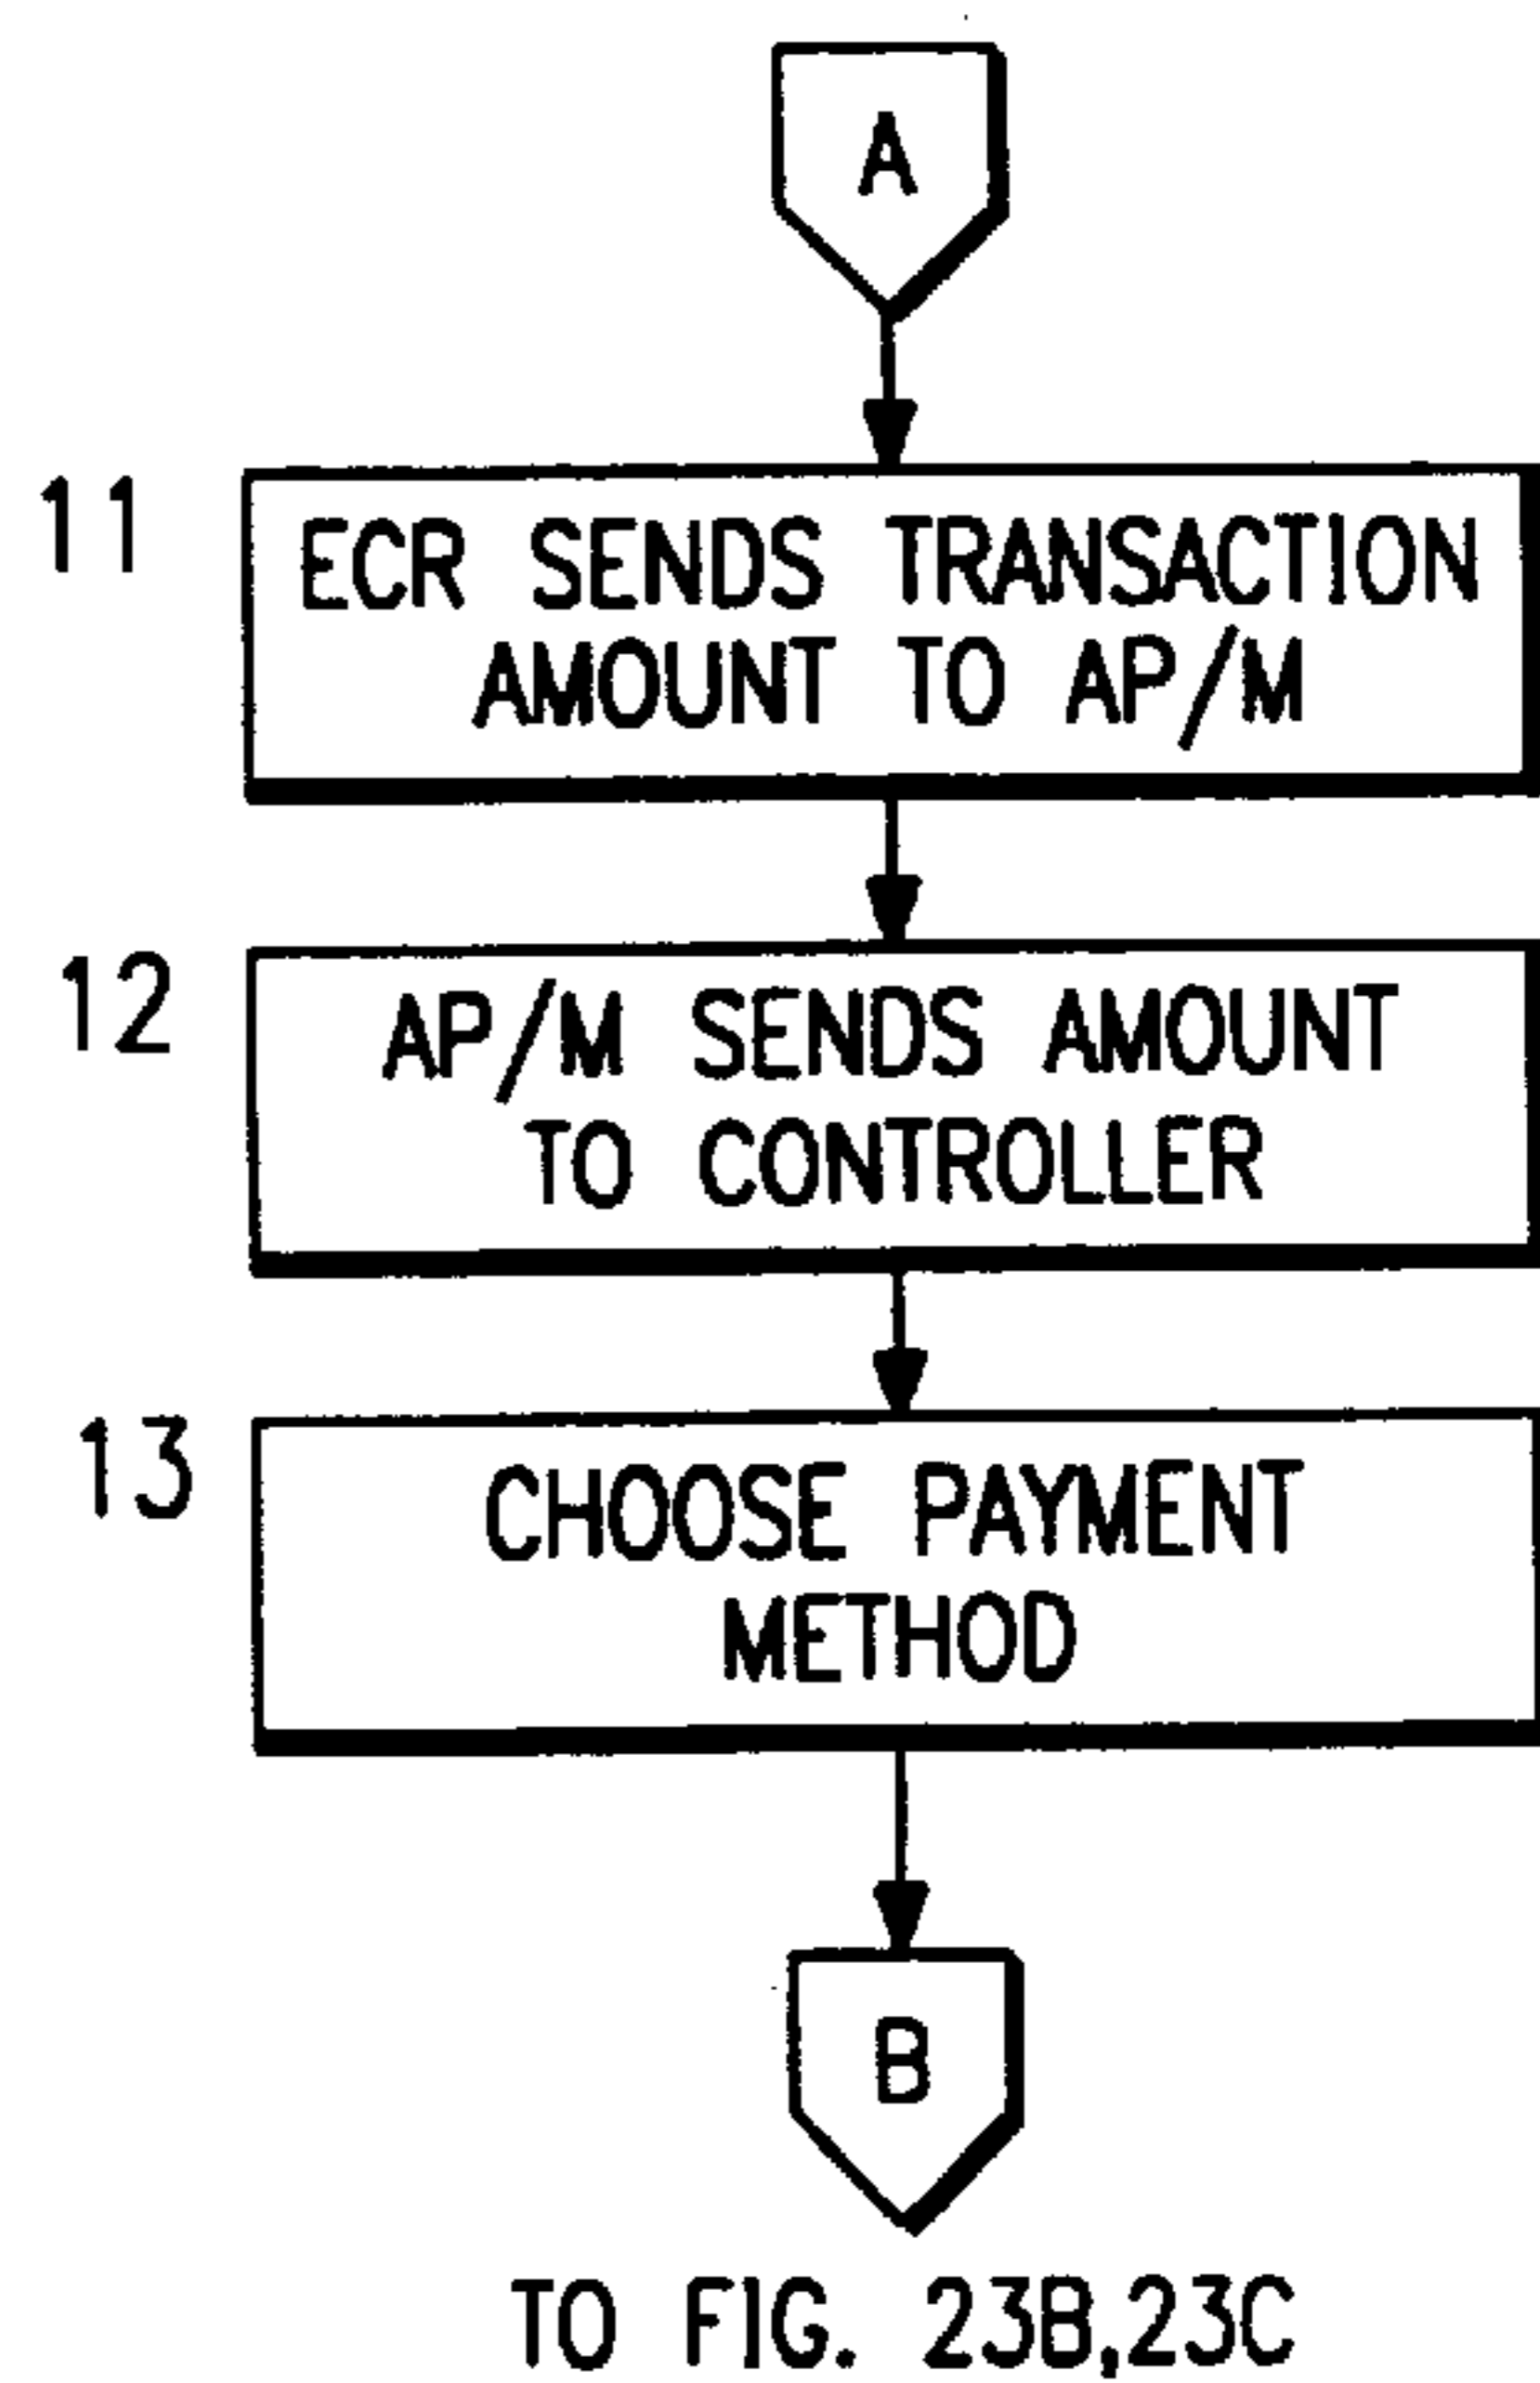 A
11
ECR SENDS TRANSACTION
AMOUNT TO AP/M
12
AP/M SENDS AMOUNT
TO CONTROLLER
13
CHOOSE PAYMENT
METHOD
B
TO FIG. 23B,23C